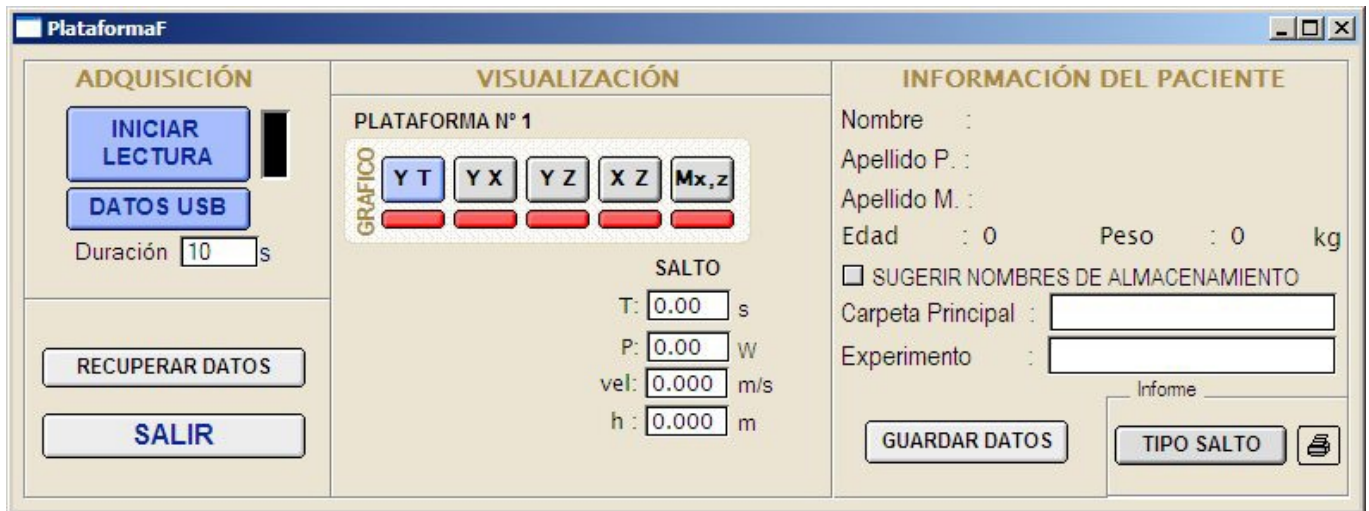 PlataformaF
ADQUISICIÓN
INICIAR
LECTURA
DATOS USB
Duración 10 s
RECUPERAR DATOS
SALIR
VISUALIZACIÓN
PLATAFORMA Nº 1
GRAFICO
Y T Y X Y Z X Z Mx,z
SALTO
T: 0.00 s
P: 0.00 W
vel: 0.000 m/s
h : 0.000 m
INFORMACIÓN DEL PACIENTE
Nombre :
Apellido P. :
Apellido M. :
Edad : 0 Peso : 0 kg
SUGERIR NOMBRES DE ALMACENAMIENTO
Carpeta Principal :
Experimento :
GUARDAR DATOS
Informe
TIPO SALTO